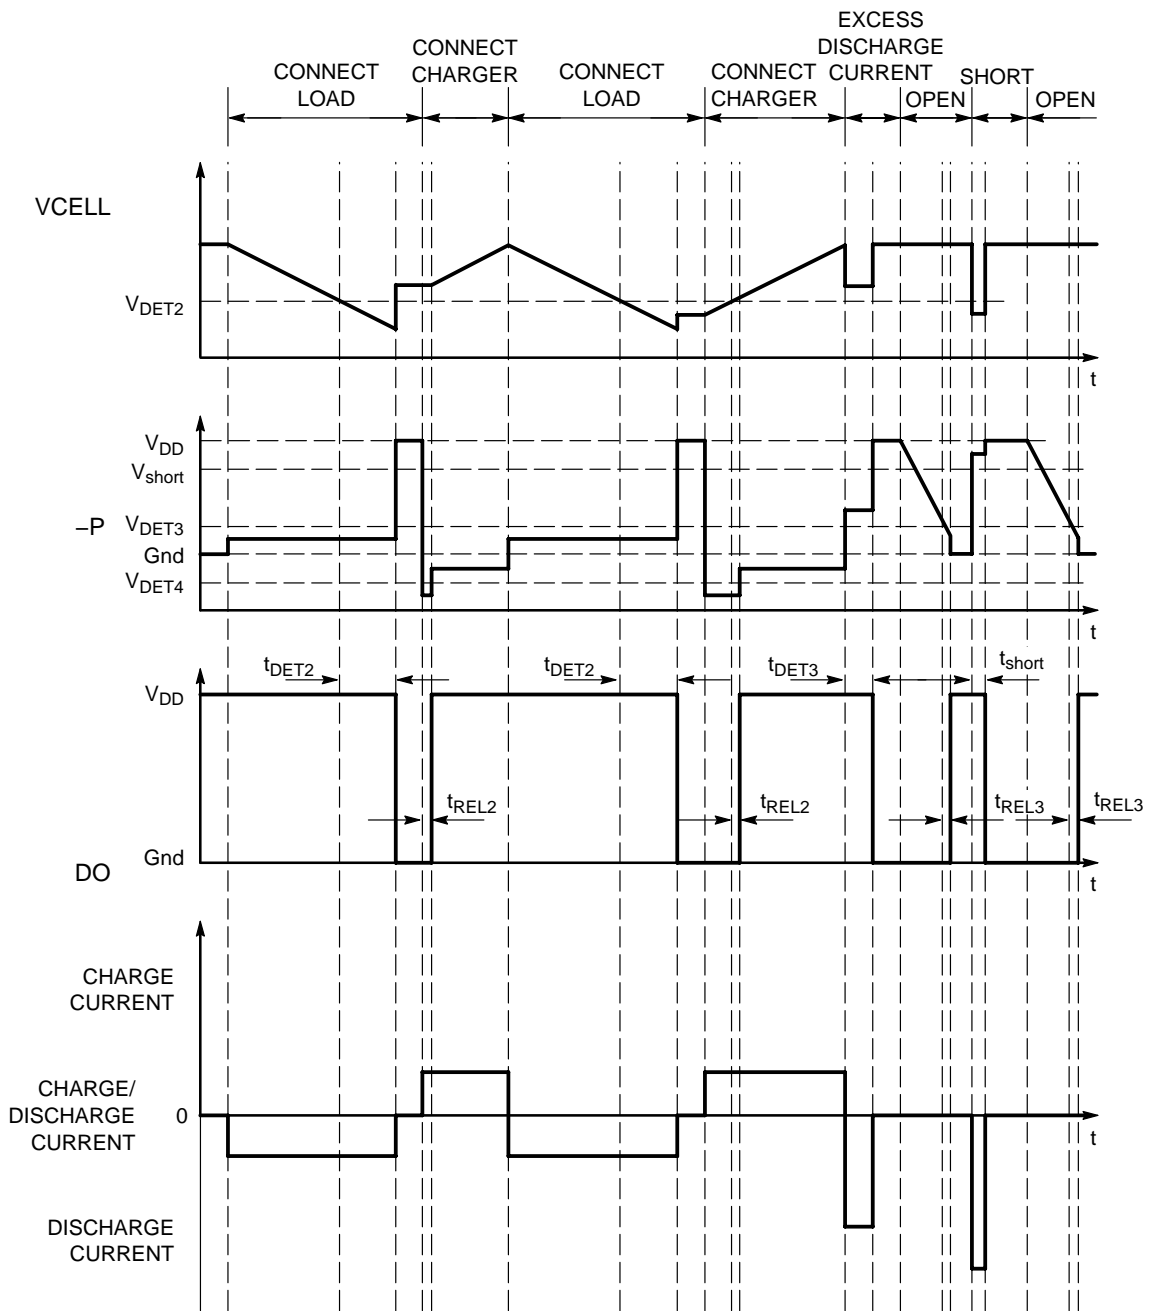 EXCESS
DISCHARGE
CURRENT
CONNECT
CHARGER
CONNECT
LOAD
CONNECT
LOAD
CONNECT
CHARGER
SHORT
OPEN
OPEN
VCELL
VDET2
t
VDD
Vshort
–P
VDET3
Gnd
VDET4
t
tDET2
tDET2
tDET3
tshort
VDD
tREL2
tREL2
tREL3
tREL3
Gnd
DO
t
CHARGE
CURRENT
CHARGE/
DISCHARGE
CURRENT
0
t
DISCHARGE
CURRENT